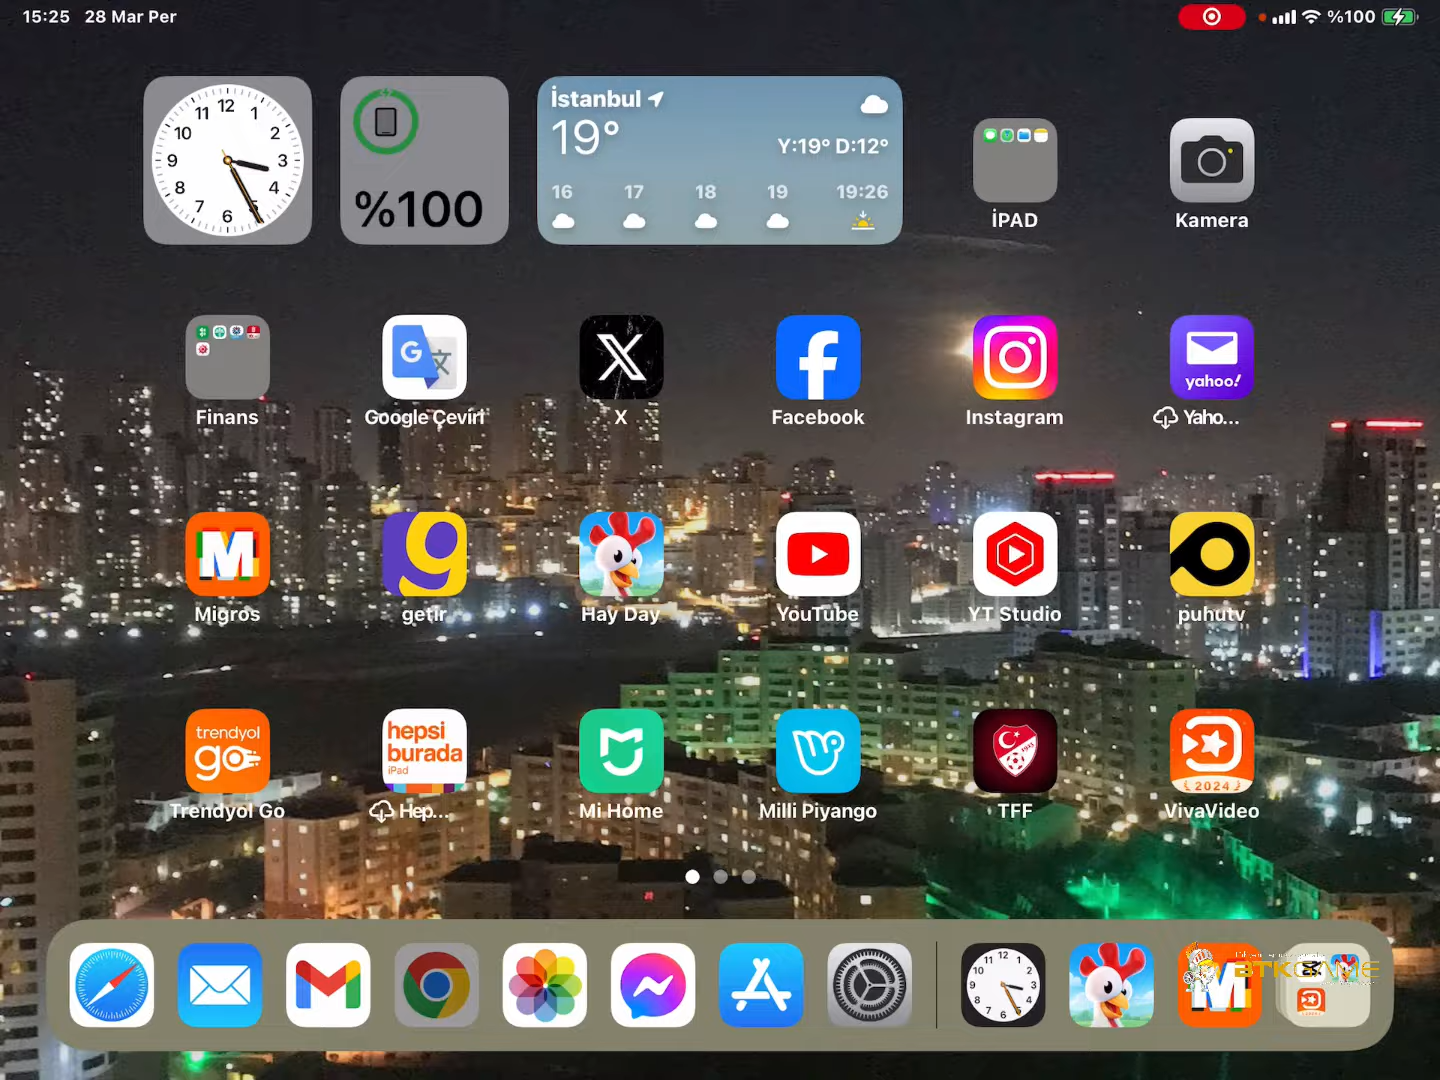 15:25 28 Mar Per
%100
12
1
2
3
4
6
7
8
9
10
11
%100
İstanbul
19°
Y:19° D:12°
16 17 18 19 19:26
İPAD
Kamera
Finans
Google Çeviri
X
Facebook
Instagram
yahoo!
Yaho...
Migros
getir
Hay Day
YouTube
YT Studio
puhutv
trendyol
go
Trendyol Go
hepsi
burada
iPad
Hep...
Mi Home
Milli Piyango
TFF
2024
VivaVideo
BTKGAME